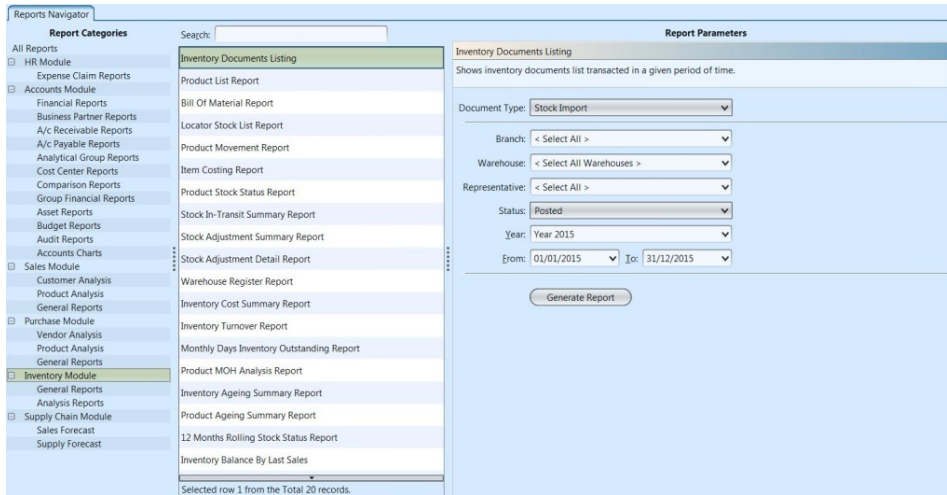 Reports Navigator
Report Categories
All Reports
HR Module
Expense Claim Reports
Accounts Module
Financial Reports
Business Partner Reports
A/c Receivable Reports
A/c Payable Reports
Analytical Group Reports
Cost Center Reports
Comparison Reports
Group Financial Reports
Asset Reports
Budget Reports
Audit Reports
Accounts Charts
Sales Module
Customer Analysis
Product Analysis
General Reports
Purchase Module
Vendor Analysis
Product Analysis
General Reports
Inventory Module
General Reports
Analysis Reports
Supply Chain Module
Sales Forecast
Supply Forecast
Search:
Inventory Documents Listing
Product List Report
Bill Of Material Report
Locator Stock List Report
Product Movement Report
Item Costing Report
Product Stock Status Report
Stock In-Transit Summary Report
Stock Adjustment Summary Report
Stock Adjustment Detail Report
Warehouse Register Report
Inventory Cost Summary Report
Inventory Turnover Report
Monthly Days Inventory Outstanding Report
Product MOH Analysis Report
Inventory Ageing Summary Report
Product Ageing Summary Report
12 Months Rolling Stock Status Report
Inventory Balance By Last Sales
Selected row 1 from the Total 20 records.
Report Parameters
Inventory Documents Listing
Shows inventory documents list transacted in a given period of time.
Document Type: Stock Import
Branch: < Select All >
Warehouse: < Select All Warehouses >
Representative: < Select All >
Status: Posted
Year: Year 2015
From: 01/01/2015 To: 31/12/2015
Generate Report